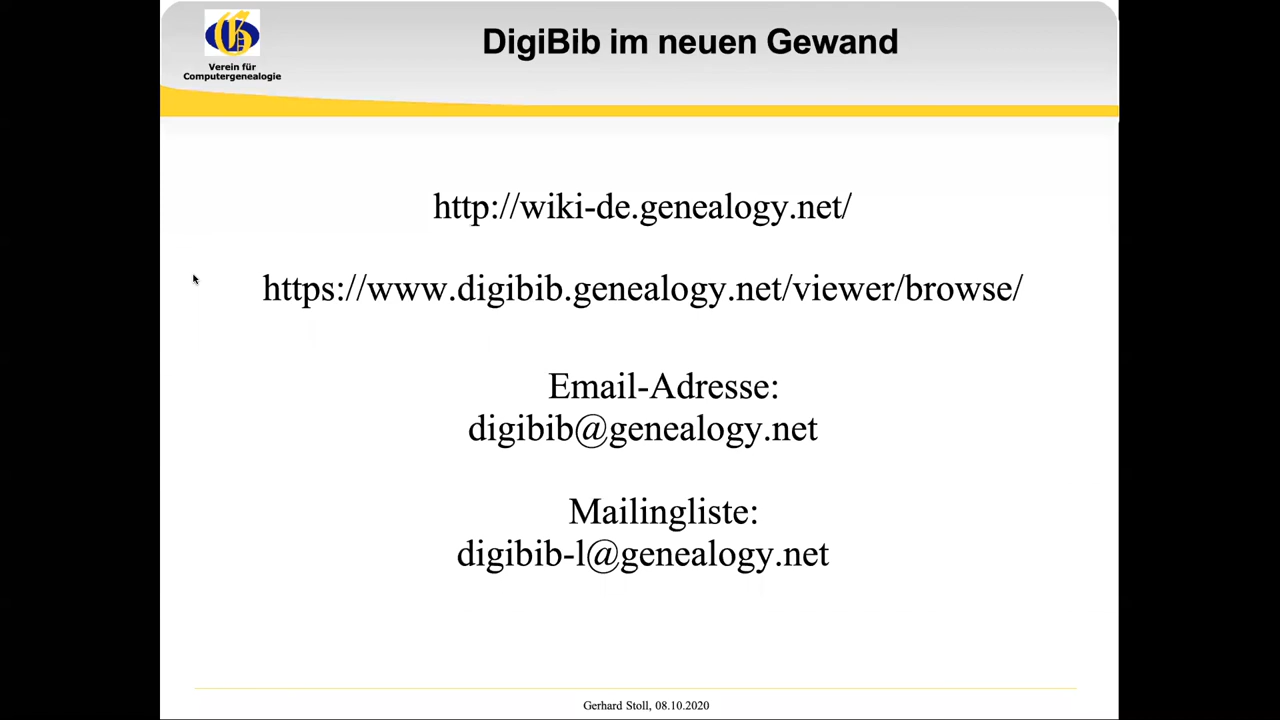 Verein für
Computergenealogie
DigiBib im neuen Gewand
http://wiki-de.genealogy.net/
https://www.digibib.genealogy.net/viewer/browse/
Email-Adresse:
digibib@genealogy.net
Mailingliste:
digibib-l@genealogy.net
Gerhard Stoll, 08.10.2020